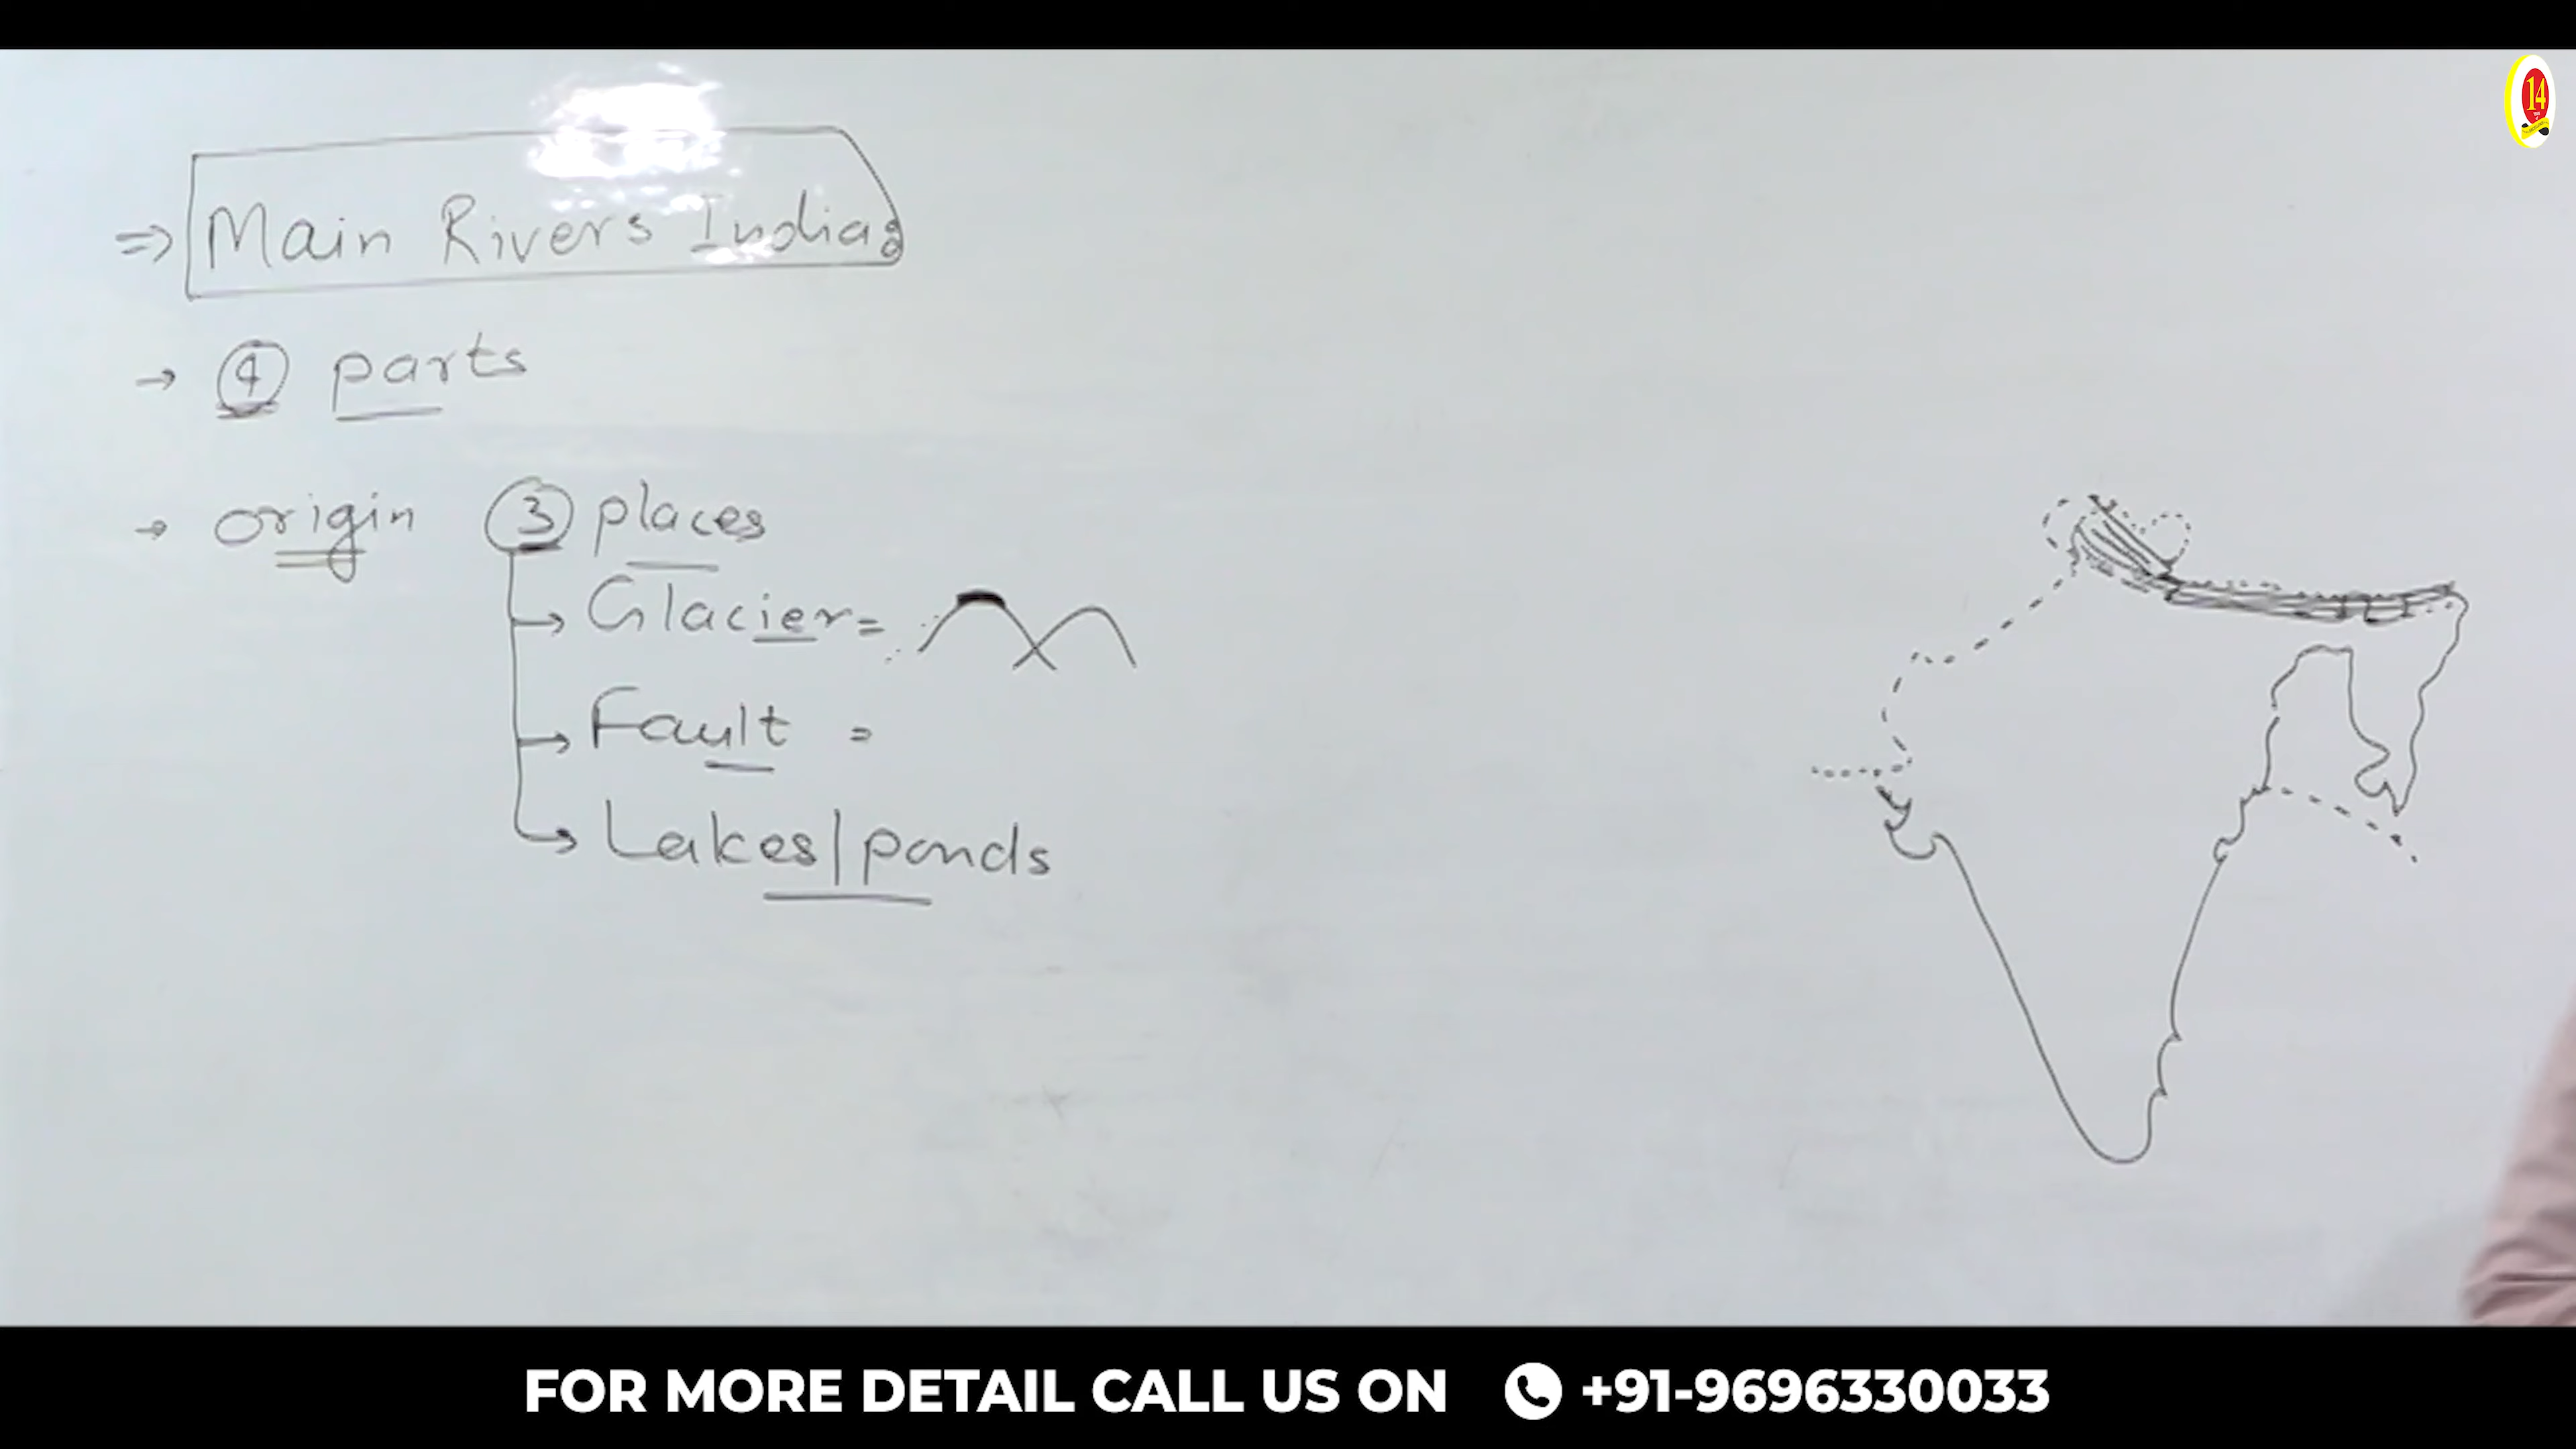 14
⇒ Main Rivers India:
→ ④ parts
→ origin ③ places
→ Glacier =
→ Fault =
→ Lakes/ponds
FOR MORE DETAIL CALL US ON +91-9696330033